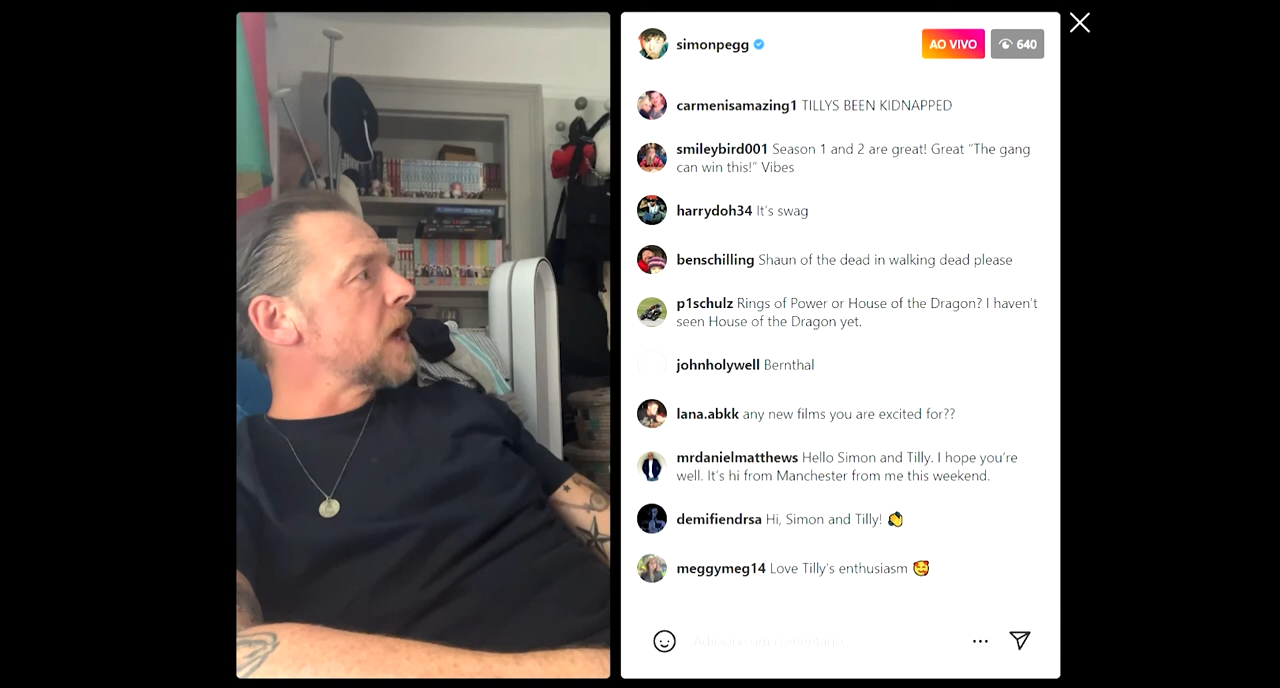 simonpegg
AO VIVO
640
carmenisamazing1 TILLYS BEEN KIDNAPPED
smileybird001 Season 1 and 2 are great! Great "The gang
can win this!" Vibes
harrydoh34 It's swag
benschilling Shaun of the dead in walking dead please
p1schulz Rings of Power or House of the Dragon? I haven't
seen House of the Dragon yet.
johnholywell Bernthal
lana.abkk any new films you are excited for??
mrdanielmatthews Hello Simon and Tilly. I hope you're
well. It's hi from Manchester from me this weekend.
demifiendrsa Hi, Simon and Tilly! 👋
meggymeg14 Love Tilly's enthusiasm 🥰
Adicione um comentário